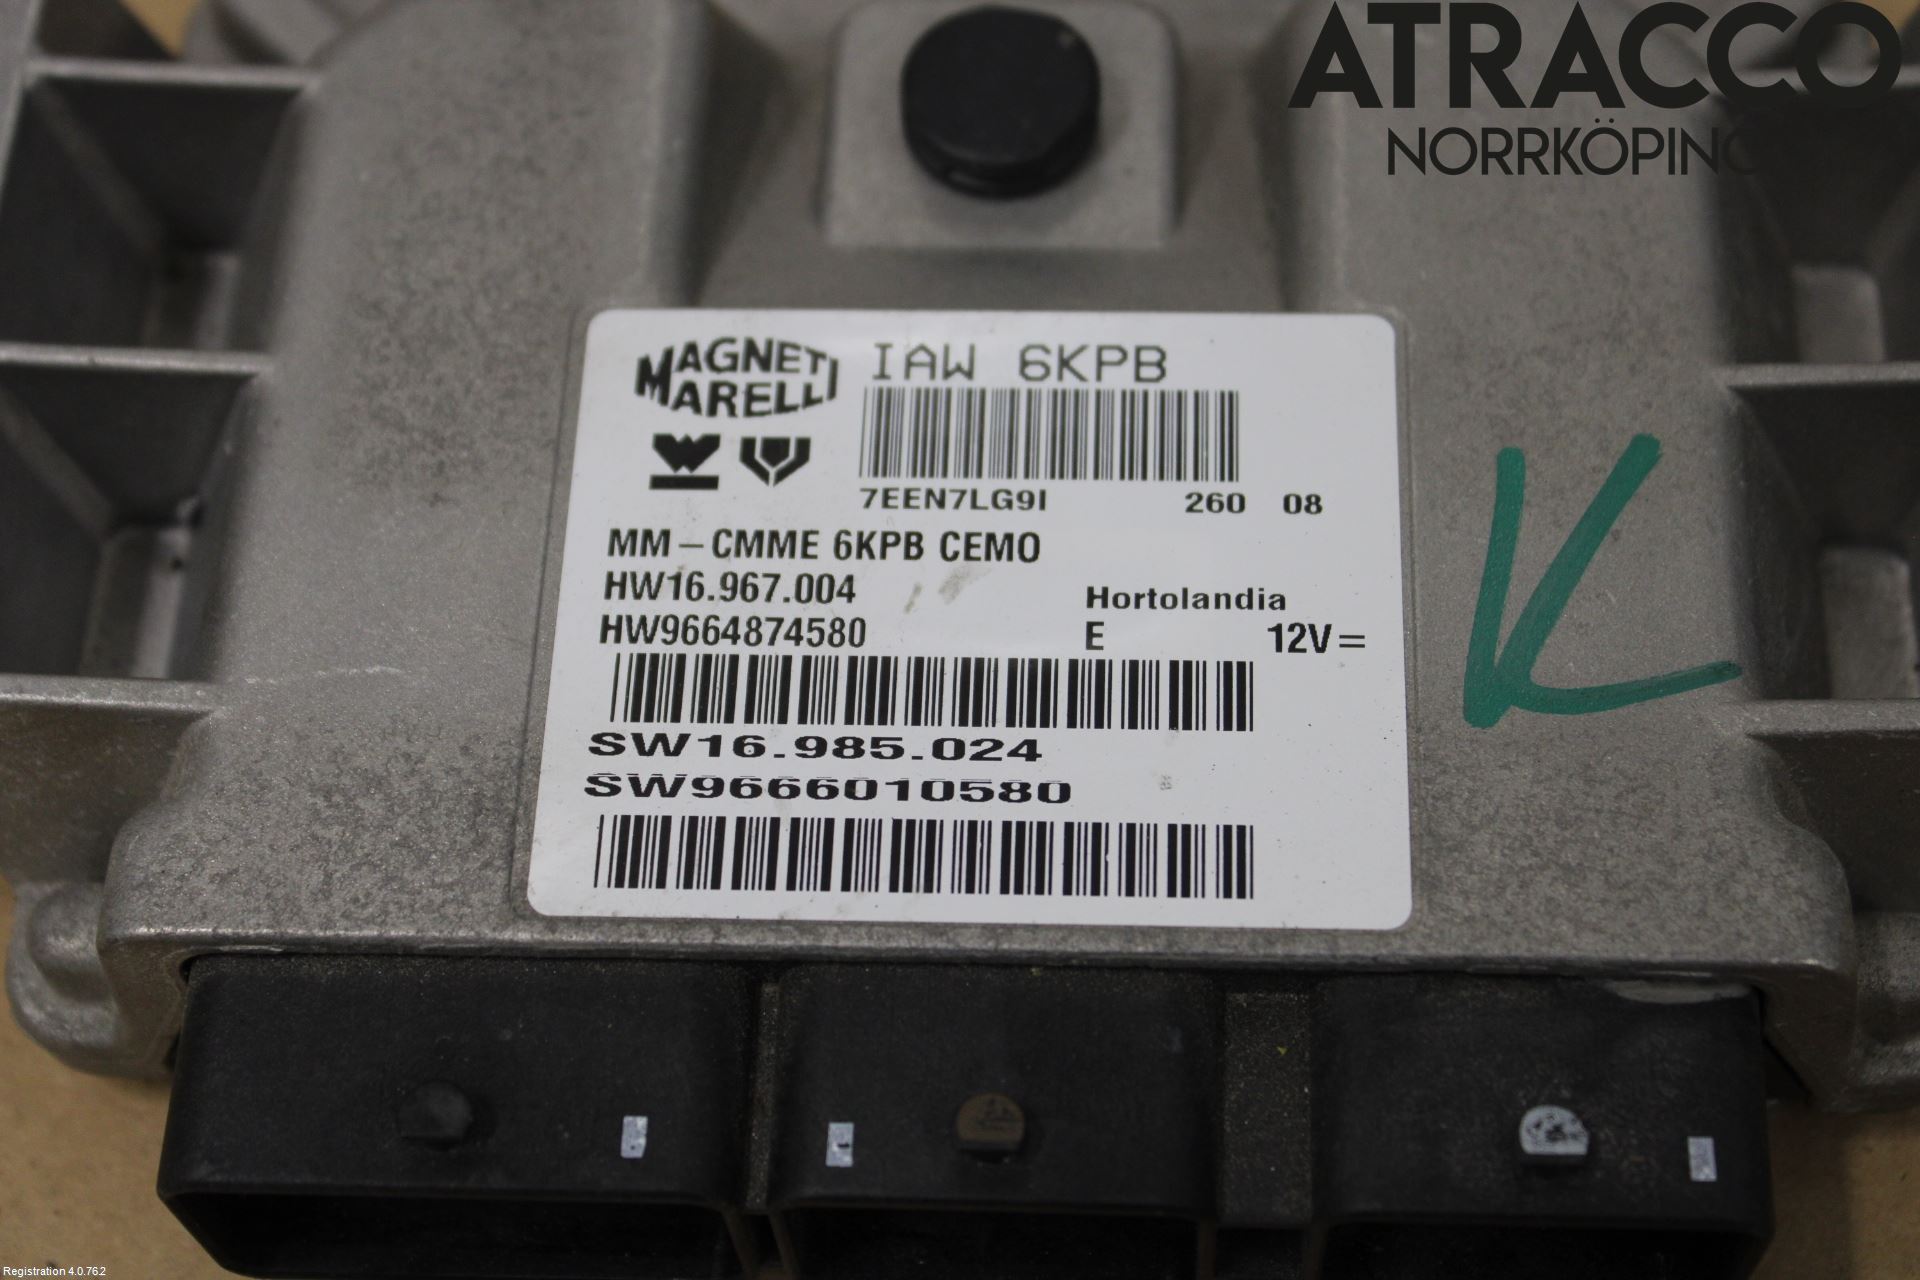 ATRACCO
NORRKÖPING
MAGNETI
MARELLI
IAW 6KPB
7EEN7LG9I 260 08
MM-CMME 6KPB CEMO
HW16.967.004
Hortolandia
HW9664874580
E 12V=
SW16.985.024
SW9666010580
K
Registration 4.0.762